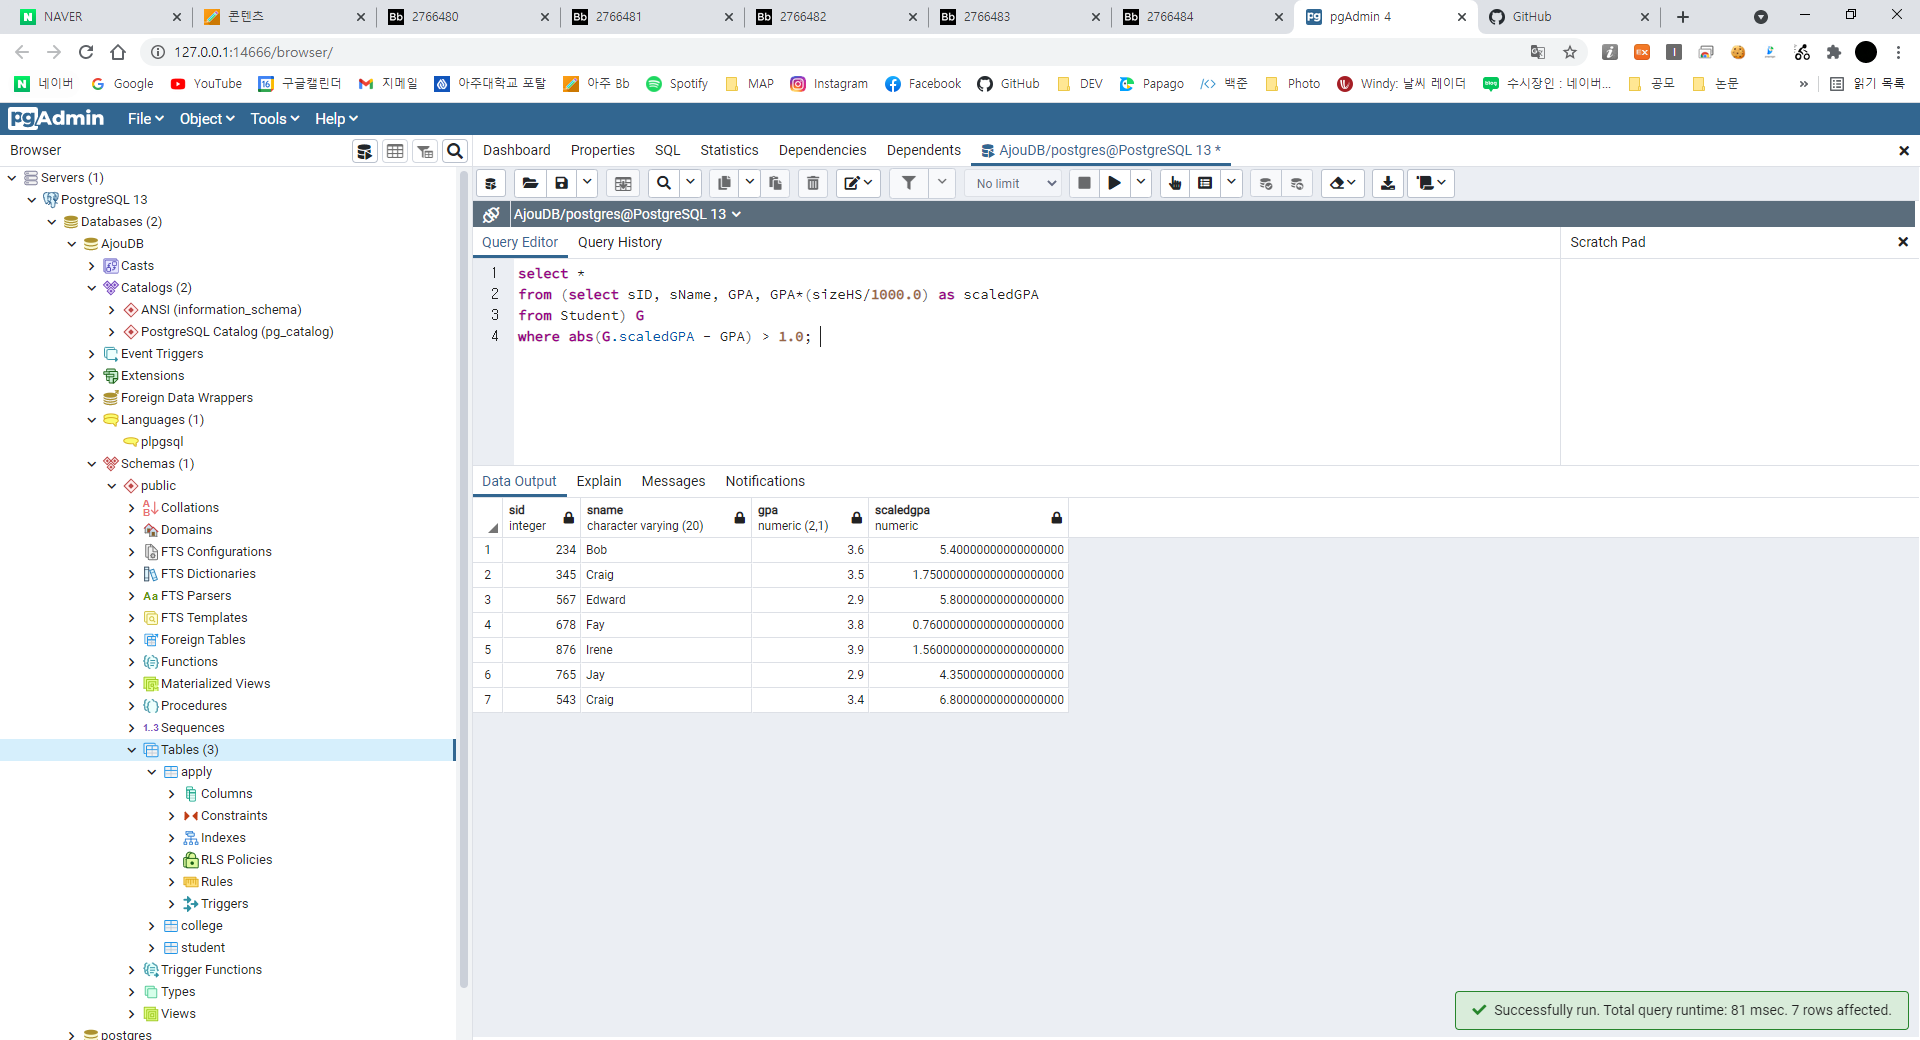 NAVER
콘텐츠
2766480
2766481
2766482
2766483
2766484
pgAdmin 4
GitHub
127.0.0.1:14666/browser/
네이버
Google
YouTube
구글캘린더
지메일
아주대학교 포탈
아주 Bb
Spotify
MAP
Instagram
Facebook
GitHub
DEV
Papago
백준
Photo
Windy: 날씨 레이더
수시장인 : 네이버...
공모
논문
읽기 목록
pgAdmin
File
Object
Tools
Help
Browser
Dashboard
Properties
SQL
Statistics
Dependencies
Dependents
AjouDB/postgres@PostgreSQL 13 *
No limit
AjouDB/postgres@PostgreSQL 13
Query Editor
Query History
Scratch Pad
1 select *
2 from (select sID, sName, GPA, GPA*(sizeHS/1000.0) as scaledGPA
3 from Student) G
4 where abs(G.scaledGPA - GPA) > 1.0;
Servers (1)
PostgreSQL 13
Databases (2)
AjouDB
Casts
Catalogs (2)
ANSI (information_schema)
PostgreSQL Catalog (pg_catalog)
Event Triggers
Extensions
Foreign Data Wrappers
Languages (1)
plpgsql
Schemas (1)
public
Collations
Domains
FTS Configurations
FTS Dictionaries
FTS Parsers
FTS Templates
Foreign Tables
Functions
Materialized Views
Procedures
Sequences
Tables (3)
apply
Columns
Constraints
Indexes
RLS Policies
Rules
Triggers
college
student
Trigger Functions
Types
Views
postgres
Data Output
Explain
Messages
Notifications
sid integer
sname character varying (20)
gpa numeric (2,1)
scaledgpa numeric
1 234 Bob 3.6 5.40000000000000000
2 345 Craig 3.5 1.750000000000000000000
3 567 Edward 2.9 5.80000000000000000
4 678 Fay 3.8 0.760000000000000000000
5 876 Irene 3.9 1.560000000000000000000
6 765 Jay 2.9 4.35000000000000000
7 543 Craig 3.4 6.80000000000000000
Successfully run. Total query runtime: 81 msec. 7 rows affected.